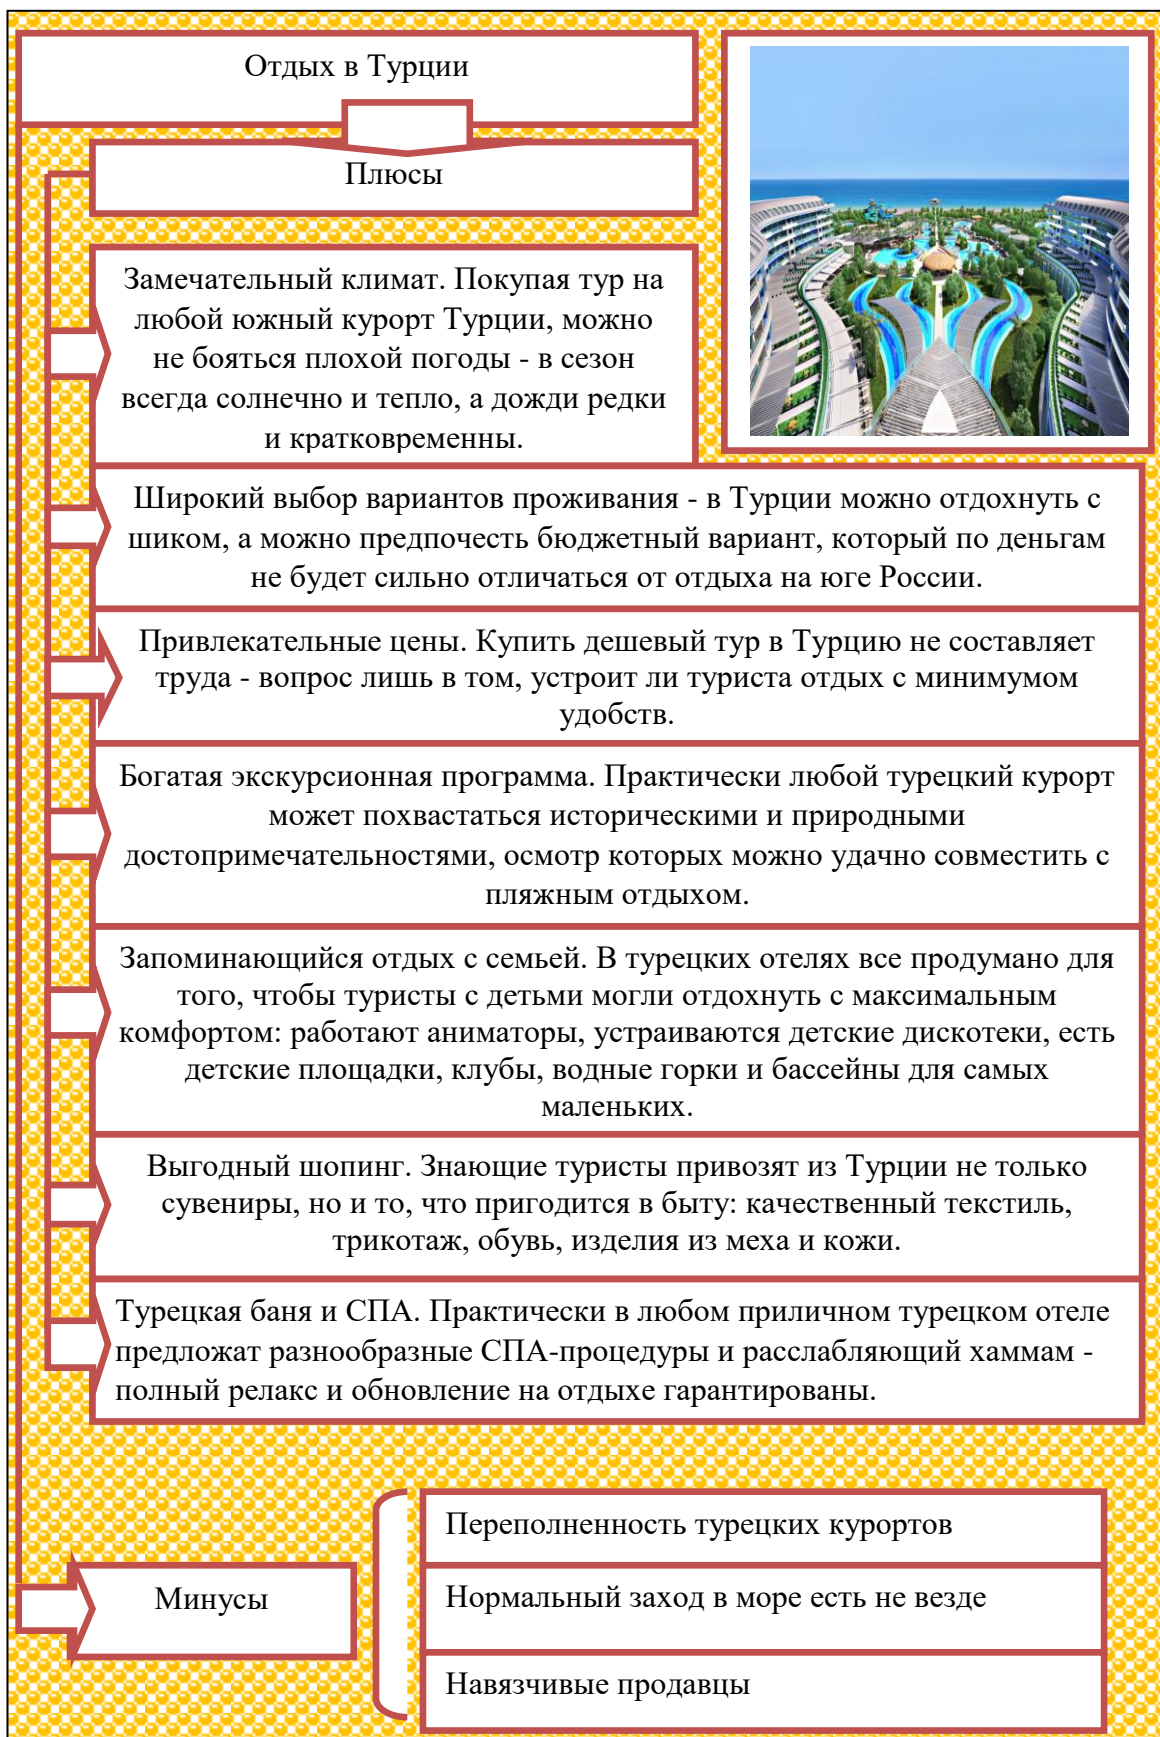 Отдых в Турции
Плюсы
Замечательный климат. Покупая тур на
любой южный курорт Турции, можно
не бояться плохой погоды - в сезон
всегда солнечно и тепло, а дожди редки
и кратковременны.
Широкий выбор вариантов проживания - в Турции можно отдохнуть с
шиком, а можно предпочесть бюджетный вариант, который по деньгам
не будет сильно отличаться от отдыха на юге России.
Привлекательные цены. Купить дешевый тур в Турцию не составляет
труда - вопрос лишь в том, устроит ли туриста отдых с минимумом
удобств.
Богатая экскурсионная программа. Практически любой турецкий курорт
может похвастаться историческими и природными
достопримечательностями, осмотр которых можно удачно совместить с
пляжным отдыхом.
Запоминающийся отдых с семьей. В турецких отелях все продумано для
того, чтобы туристы с детьми могли отдохнуть с максимальным
комфортом: работают аниматоры, устраиваются детские дискотеки, есть
детские площадки, клубы, водные горки и бассейны для самых
маленьких.
Выгодный шопинг. Знающие туристы привозят из Турции не только
сувениры, но и то, что пригодится в быту: качественный текстиль,
трикотаж, обувь, изделия из меха и кожи.
Турецкая баня и СПА. Практически в любом приличном турецком отеле
предложат разнообразные СПА-процедуры и расслабляющий хаммам -
полный релакс и обновление на отдыхе гарантированы.
Минусы
Переполненность турецких курортов
Нормальный заход в море есть не везде
Навязчивые продавцы